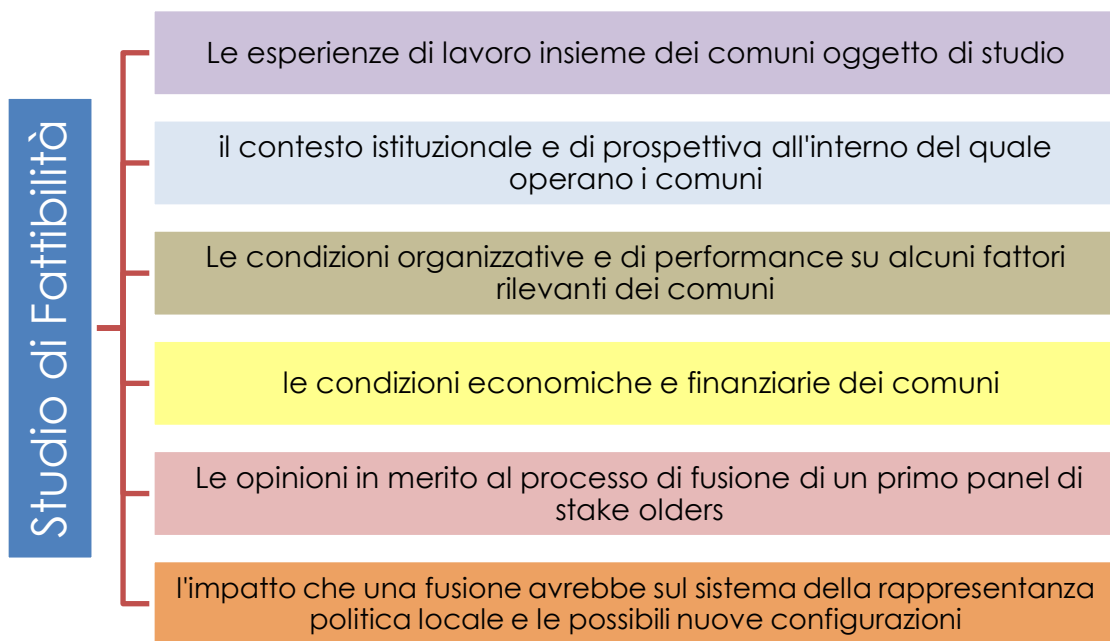 Studio di Fattibilità
Le esperienze di lavoro insieme dei comuni oggetto di studio
il contesto istituzionale e di prospettiva all'interno del quale
operano i comuni
Le condizioni organizzative e di performance su alcuni fattori
rilevanti dei comuni
le condizioni economiche e finanziarie dei comuni
Le opinioni in merito al processo di fusione di un primo panel di
stake olders
l'impatto che una fusione avrebbe sul sistema della rappresentanza
politica locale e le possibili nuove configurazioni